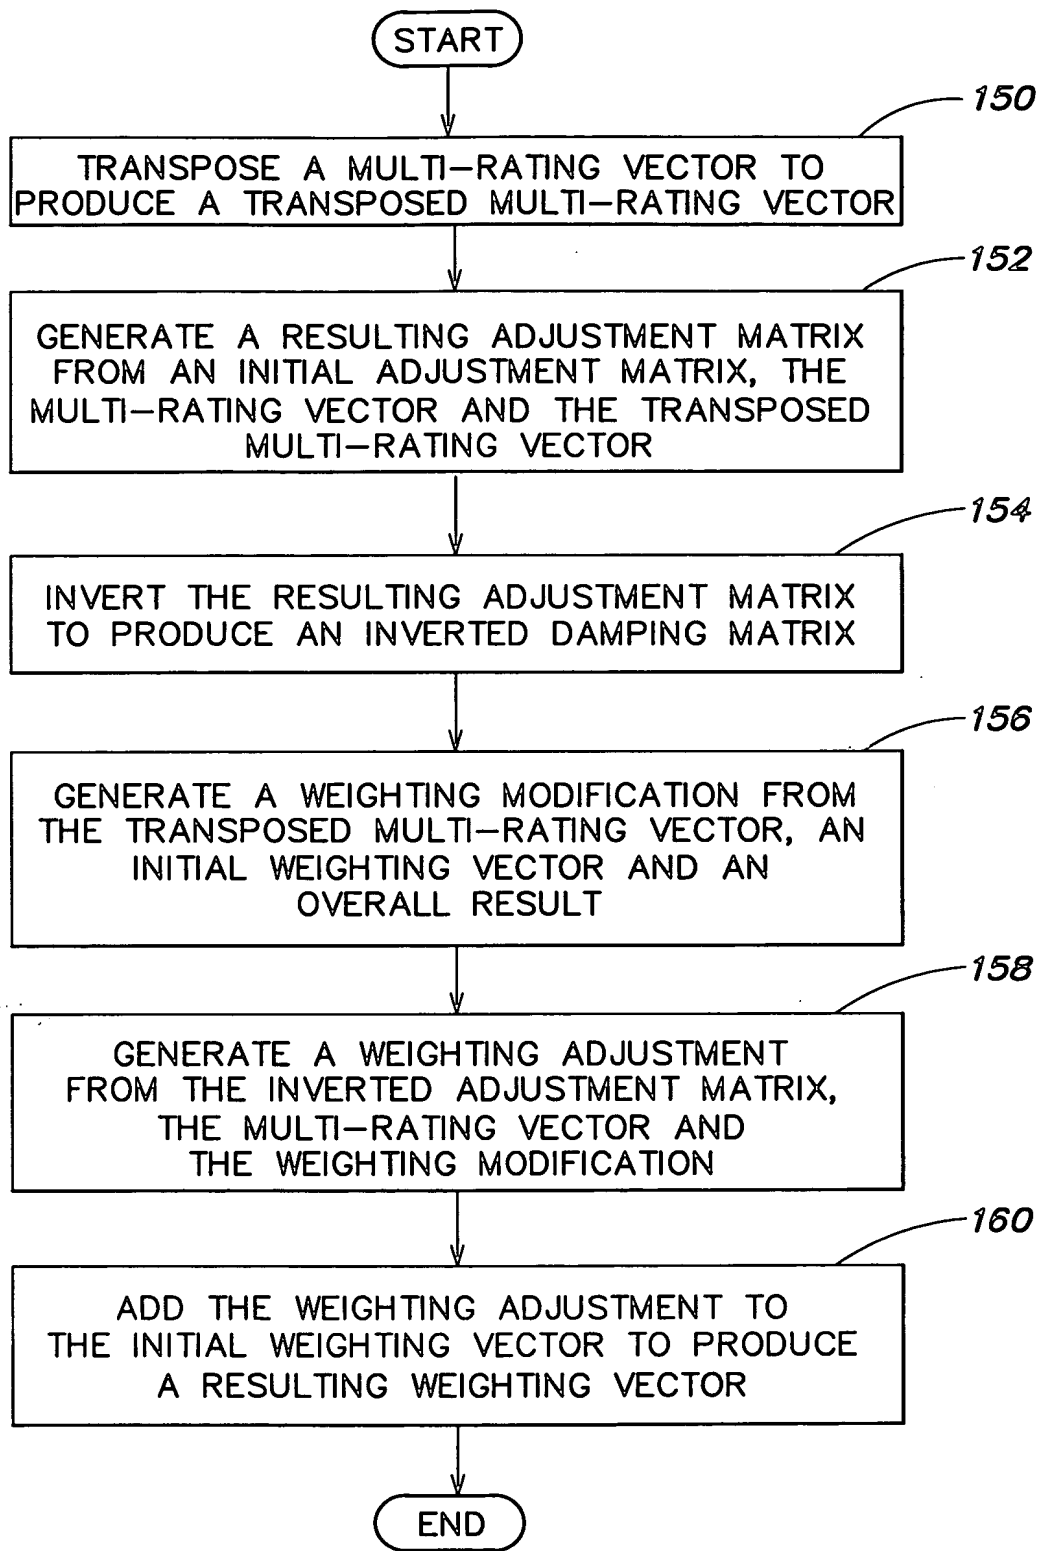 START
150
TRANSPOSE A MULTI-RATING VECTOR TO
PRODUCE A TRANSPOSED MULTI-RATING VECTOR
152
GENERATE A RESULTING ADJUSTMENT MATRIX
FROM AN INITIAL ADJUSTMENT MATRIX, THE
MULTI-RATING VECTOR AND THE TRANSPOSED
MULTI-RATING VECTOR
154
INVERT THE RESULTING ADJUSTMENT MATRIX
TO PRODUCE AN INVERTED DAMPING MATRIX
156
GENERATE A WEIGHTING MODIFICATION FROM
THE TRANSPOSED MULTI-RATING VECTOR, AN
INITIAL WEIGHTING VECTOR AND AN
OVERALL RESULT
158
GENERATE A WEIGHTING ADJUSTMENT
FROM THE INVERTED ADJUSTMENT MATRIX,
THE MULTI-RATING VECTOR AND
THE WEIGHTING MODIFICATION
160
ADD THE WEIGHTING ADJUSTMENT TO
THE INITIAL WEIGHTING VECTOR TO PRODUCE
A RESULTING WEIGHTING VECTOR
END